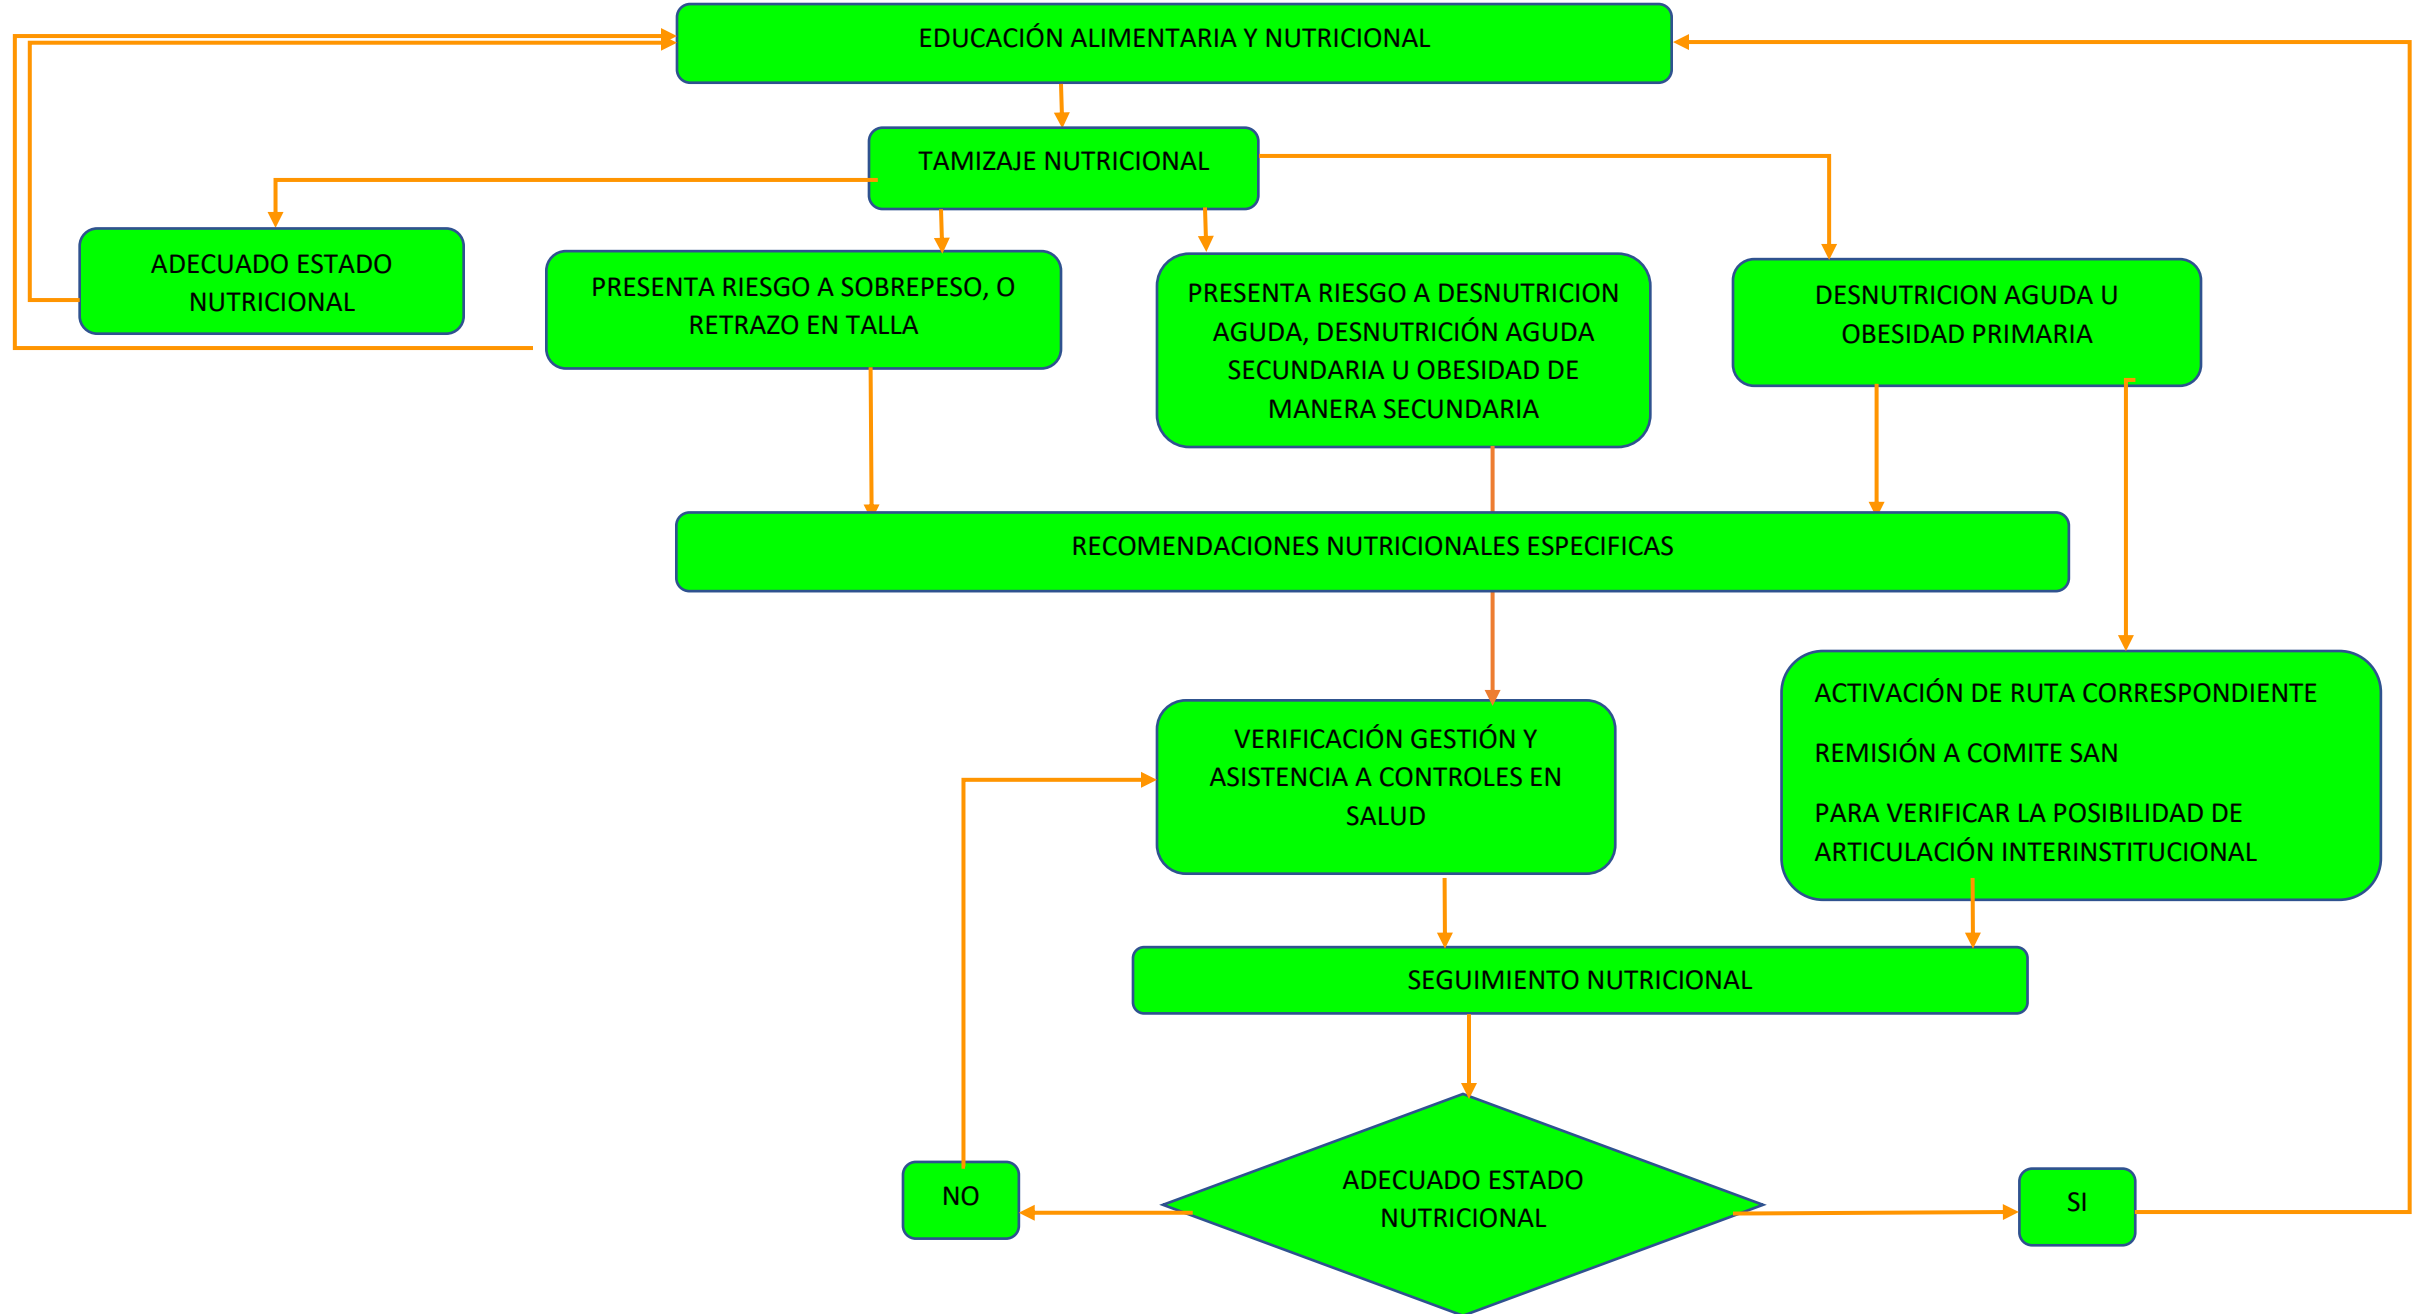 EDUCACIÓN ALIMENTARIA Y NUTRICIONAL
TAMIZAJE NUTRICIONAL
ADECUADO ESTADO
NUTRICIONAL
PRESENTA RIESGO A SOBREPESO, O
RETRAZO EN TALLA
PRESENTA RIESGO A DESNUTRICION
AGUDA, DESNUTRICIÓN AGUDA
SECUNDARIA U OBESIDAD DE
MANERA SECUNDARIA
DESNUTRICION AGUDA U
OBESIDAD PRIMARIA
RECOMENDACIONES NUTRICIONALES ESPECIFICAS
VERIFICACIÓN GESTIÓN Y
ASISTENCIA A CONTROLES EN
SALUD
ACTIVACIÓN DE RUTA CORRESPONDIENTE
REMISIÓN A COMITE SAN
PARA VERIFICAR LA POSIBILIDAD DE
ARTICULACIÓN INTERINSTITUCIONAL
SEGUIMIENTO NUTRICIONAL
NO
ADECUADO ESTADO
NUTRICIONAL
SI